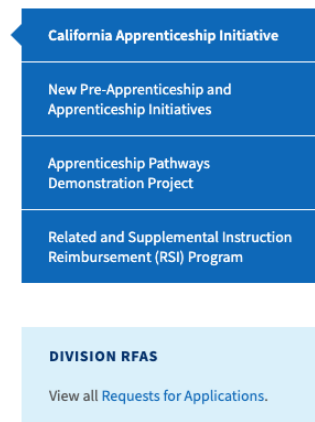 California Apprenticeship Initiative
New Pre-Apprenticeship and
Apprenticeship Initiatives
Apprenticeship Pathways
Demonstration Project
Related and Supplemental Instruction
Reimbursement (RSI) Program
DIVISION RFAS
View all Requests for Applications.